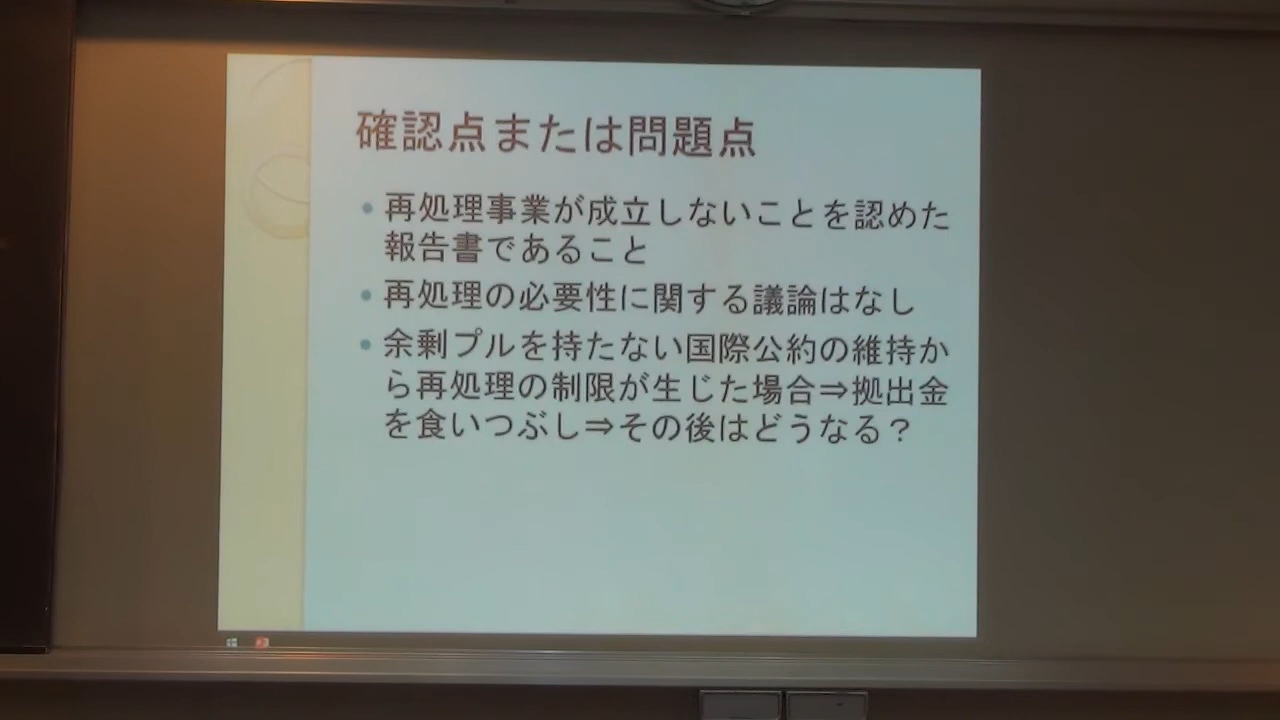 確認点または問題点
• 再処理事業が成立しないことを認めた
報告書であること
• 再処理の必要性に関する議論はなし
• 余剰プルを持たない国際公約の維持か
ら再処理の制限が生じた場合⇒拠出金
を食いつぶし⇒その後はどうなる？